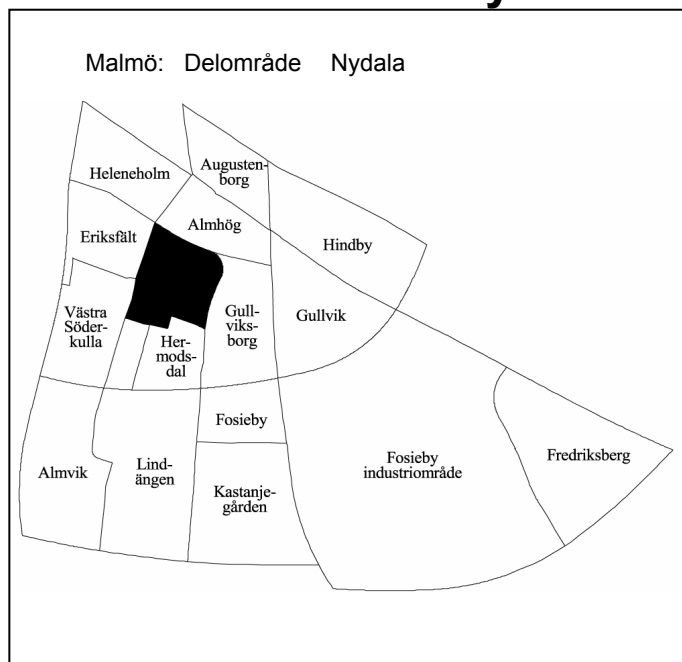 Malmö: Delområde Nydala
Augusten-
borg
Heleneholm
Almhög
Eriksfält
Hindby
Västra
Söder-
kulla
Gull-
viks-
borg
Gullvik
Her-
mods-
dal
Fosieby
Fredriksberg
Fosieby
industriområde
Almvik
Lind-
ängen
Kastanje-
gården